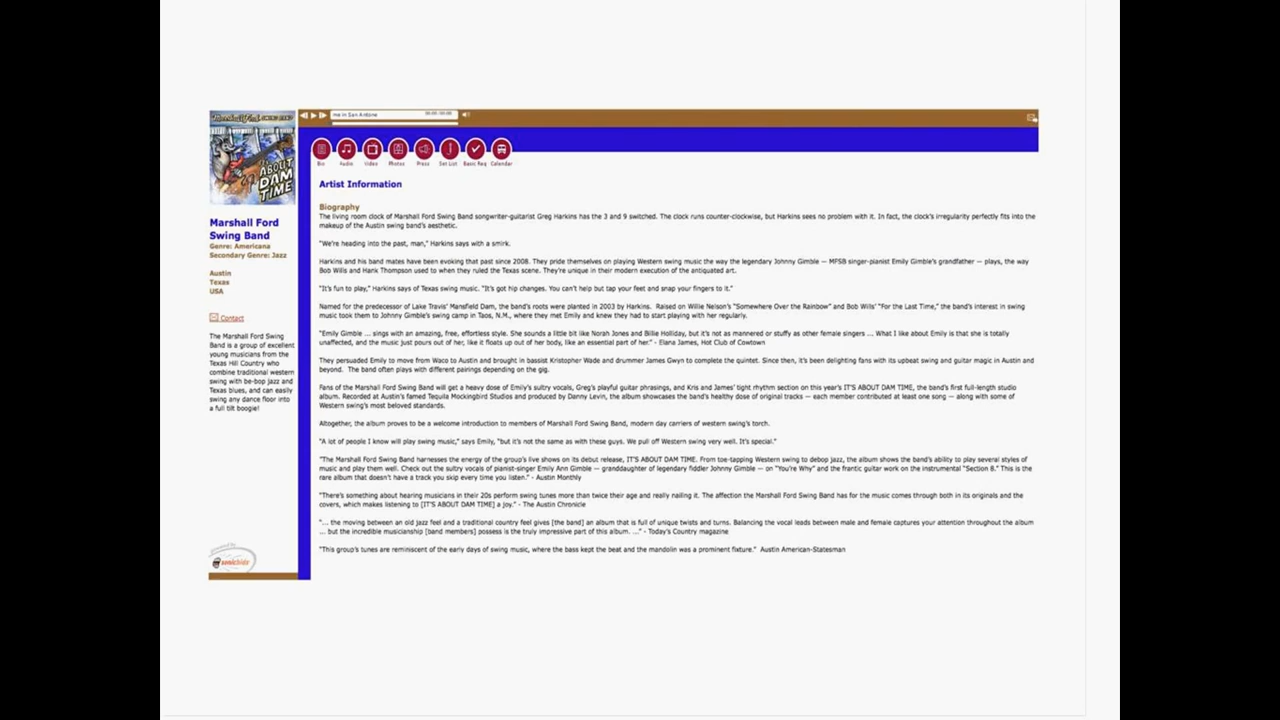 Marshall Ford SWING BAND
IT'S ABOUT DAM TIME
me in San Antone
00:00/00:00
Bio
Audio
Video
Photos
Press
Set List
Basic Req
Calendar
Marshall Ford
Swing Band
Genre: Americana
Secondary Genre: Jazz
Austin
Texas
USA
Contact
The Marshall Ford Swing
Band is a group of excellent
young musicians from the
Texas Hill Country who
combine traditional western
swing with be-bop jazz and
Texas blues, and can easily
swing any dance floor into
a full tilt boogie!
powered by
sonicbids
Artist Information
Biography
The living room clock of Marshall Ford Swing Band songwriter-guitarist Greg Harkins has the 3 and 9 switched. The clock runs counter-clockwise, but Harkins sees no problem with it. In fact, the clock's irregularity perfectly fits into the
makeup of the Austin swing band's aesthetic.
"We're heading into the past, man," Harkins says with a smirk.
Harkins and his band mates have been evoking that past since 2008. They pride themselves on playing Western swing music the way the legendary Johnny Gimble — MFSB singer-pianist Emily Gimble's grandfather — plays, the way
Bob Wills and Hank Thompson used to when they ruled the Texas scene. They're unique in their modern execution of the antiquated art.
"It's fun to play," Harkins says of Texas swing music. "It's got hip changes. You can't help but tap your feet and snap your fingers to it."
Named for the predecessor of Lake Travis' Mansfield Dam, the band's roots were planted in 2003 by Harkins.  Raised on Willie Nelson's "Somewhere Over the Rainbow" and Bob Wills' "For the Last Time," the band's interest in swing
music took them to Johnny Gimble's swing camp in Taos, N.M., where they met Emily and knew they had to start playing with her regularly.
"Emily Gimble ... sings with an amazing, free, effortless style. She sounds a little bit like Norah Jones and Billie Holliday, but it's not as mannered or stuffy as other female singers ... What I like about Emily is that she is totally
unaffected, and the music just pours out of her, like it floats up out of her body, like an essential part of her." - Elana James, Hot Club of Cowtown
They persuaded Emily to move from Waco to Austin and brought in bassist Kristopher Wade and drummer James Gwyn to complete the quintet. Since then, it's been delighting fans with its upbeat swing and guitar magic in Austin and
beyond.  The band often plays with different pairings depending on the gig.
Fans of the Marshall Ford Swing Band will get a heavy dose of Emily's sultry vocals, Greg's playful guitar phrasings, and Kris and James' tight rhythm section on this year's IT'S ABOUT DAM TIME, the band's first full-length studio
album. Recorded at Austin's famed Tequila Mockingbird Studios and produced by Danny Levin, the album showcases the band's healthy dose of original tracks — each member contributed at least one song — along with some of
Western swing's most beloved standards.
Altogether, the album proves to be a welcome introduction to members of Marshall Ford Swing Band, modern day carriers of western swing's torch.
"A lot of people I know will play swing music," says Emily, "but it's not the same as with these guys. We pull off Western swing very well. It's special."
"The Marshall Ford Swing Band harnesses the energy of the group's live shows on its debut release, IT'S ABOUT DAM TIME. From toe-tapping Western swing to debop jazz, the album shows the band's ability to play several styles of
music and play them well. Check out the sultry vocals of pianist-singer Emily Ann Gimble — granddaughter of legendary fiddler Johnny Gimble — on "You're Why" and the frantic guitar work on the instrumental "Section 8." This is the
rare album that doesn't have a track you skip every time you listen." - Austin Monthly
"There's something about hearing musicians in their 20s perform swing tunes more than twice their age and really nailing it. The affection the Marshall Ford Swing Band has for the music comes through both in its originals and the
covers, which makes listening to [IT'S ABOUT DAM TIME] a joy." - The Austin Chronicle
"... the moving between an old jazz feel and a traditional country feel gives [the band] an album that is full of unique twists and turns. Balancing the vocal leads between male and female captures your attention throughout the album
... but the incredible musicianship [band members] possess is the truly impressive part of this album. ..." - Today's Country magazine
"This group's tunes are reminiscent of the early days of swing music, where the bass kept the beat and the mandolin was a prominent fixture."  Austin American-Statesman